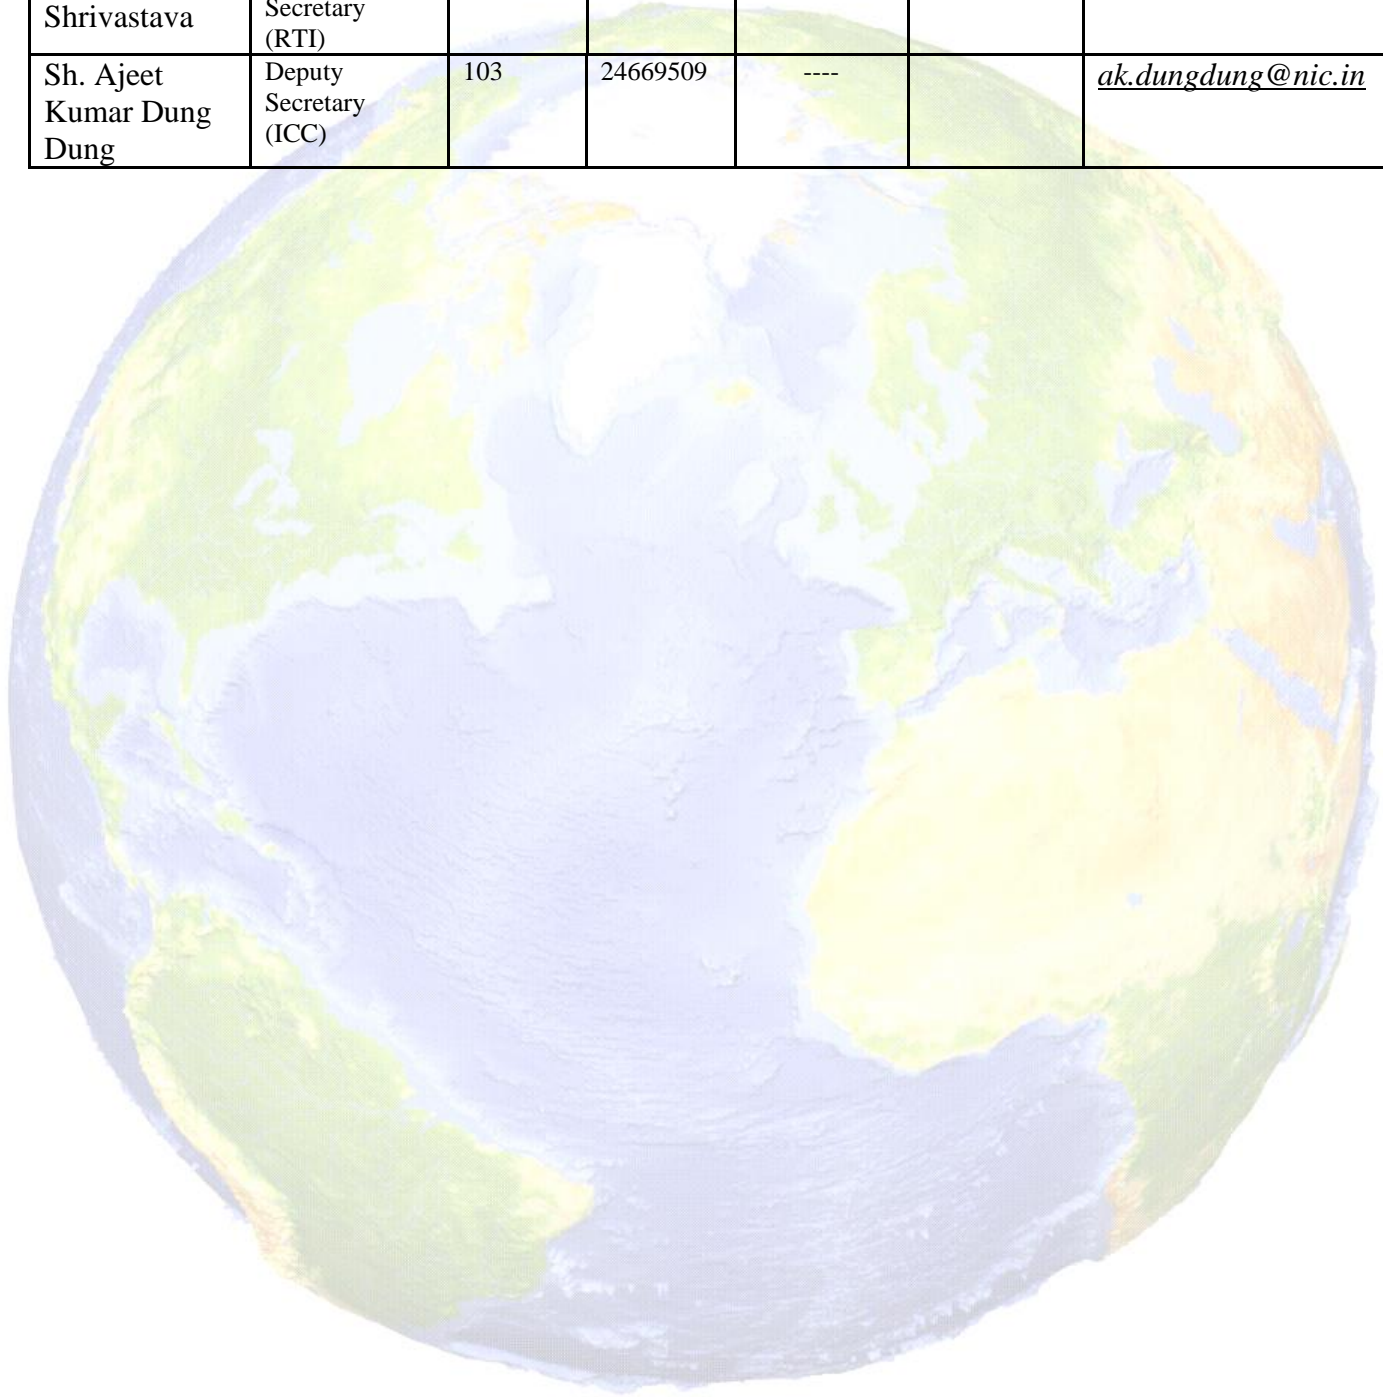 Shrivastava
Secretary
(RTI)
Sh. Ajeet
Kumar Dung
Dung
Deputy
Secretary
(ICC)
103
24669509
----
ak.dungdung@nic.in